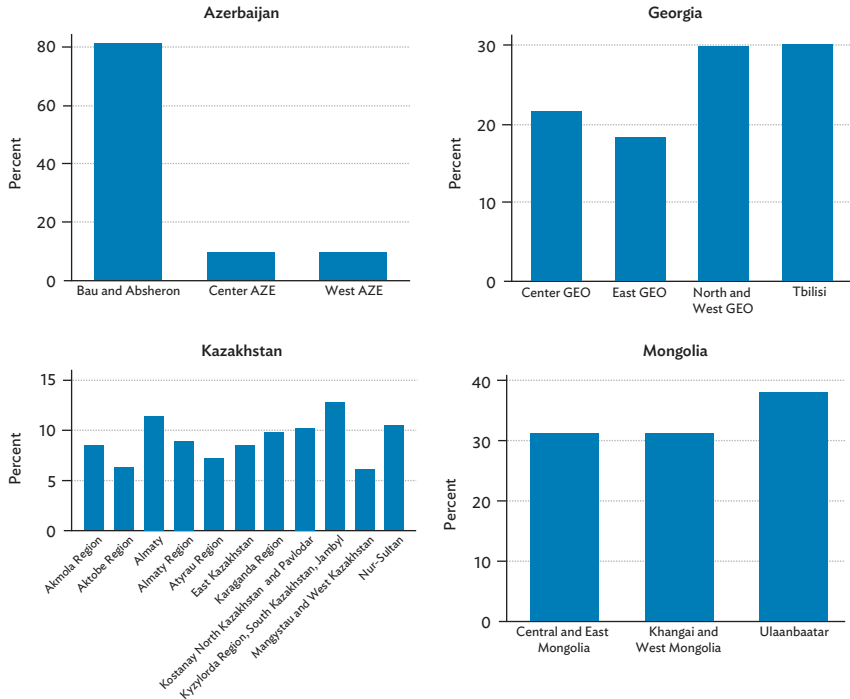 Azerbaijan
Percent
80
60
40
20
0
Bau and Absheron
Center AZE
West AZE
Georgia
Percent
30
20
10
0
Center GEO
East GEO
North and
West GEO
Tbilisi
Kazakhstan
Percent
15
10
5
0
Akmola Region
Aktobe Region
Almaty
Almaty Region
Atyrau Region
East Kazakhstan
Karaganda Region
Kostanay North Kazakhstan and Pavlodar
Kyzylorda Region, South Kazakhstan, Jambyl
Mangystau and West Kazakhstan
Nur-Sultan
Mongolia
Percent
40
30
20
10
0
Central and East
Mongolia
Khangai and
West Mongolia
Ulaanbaatar